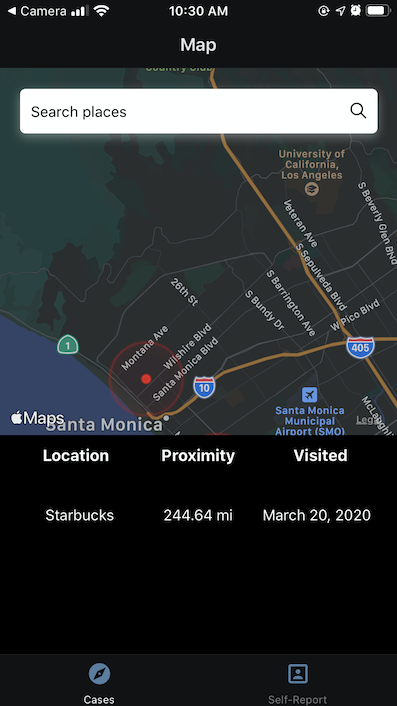 Camera
10:30 AM
Map
Country Club
Search places
University of
California,
Los Angeles
S Beverly Glen Blvd
Veteran Ave
S Sepulveda Blvd
26th St
S Barrington Ave
S Bundy Dr
W Pico Blvd
Montana Ave
Wilshire Blvd
Santa Monica Blvd
1
405
10
Santa Monica
Municipal
Airport (SMO)
Maps
Legal
Santa Monica
Location Proximity Visited
Starbucks 244.64 mi March 20, 2020
Cases Self-Report